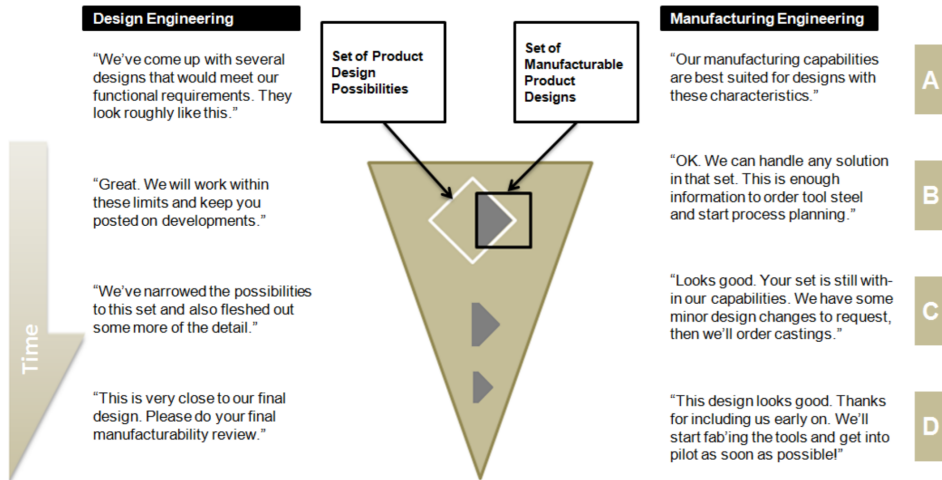 Design Engineering
Manufacturing Engineering
“We’ve come up with several
designs that would meet our
functional requirements. They
look roughly like this.”
Set of Product
Design
Possibilities
Set of
Manufacturable
Product
Designs
“Our manufacturing capabilities
are best suited for designs with
these characteristics.”
A
“Great. We will work within
these limits and keep you
posted on developments.”
“OK. We can handle any solution
in that set. This is enough
information to order tool steel
and start process planning.”
B
“We’ve narrowed the possibilities
to this set and also fleshed out
some more of the detail.”
“Looks good. Your set is still with-
in our capabilities. We have some
minor design changes to request,
then we’ll order castings.”
C
Time
“This is very close to our final
design. Please do your final
manufacturability review.”
“This design looks good. Thanks
for including us early on. We’ll
start fab’ing the tools and get into
pilot as soon as possible!”
D